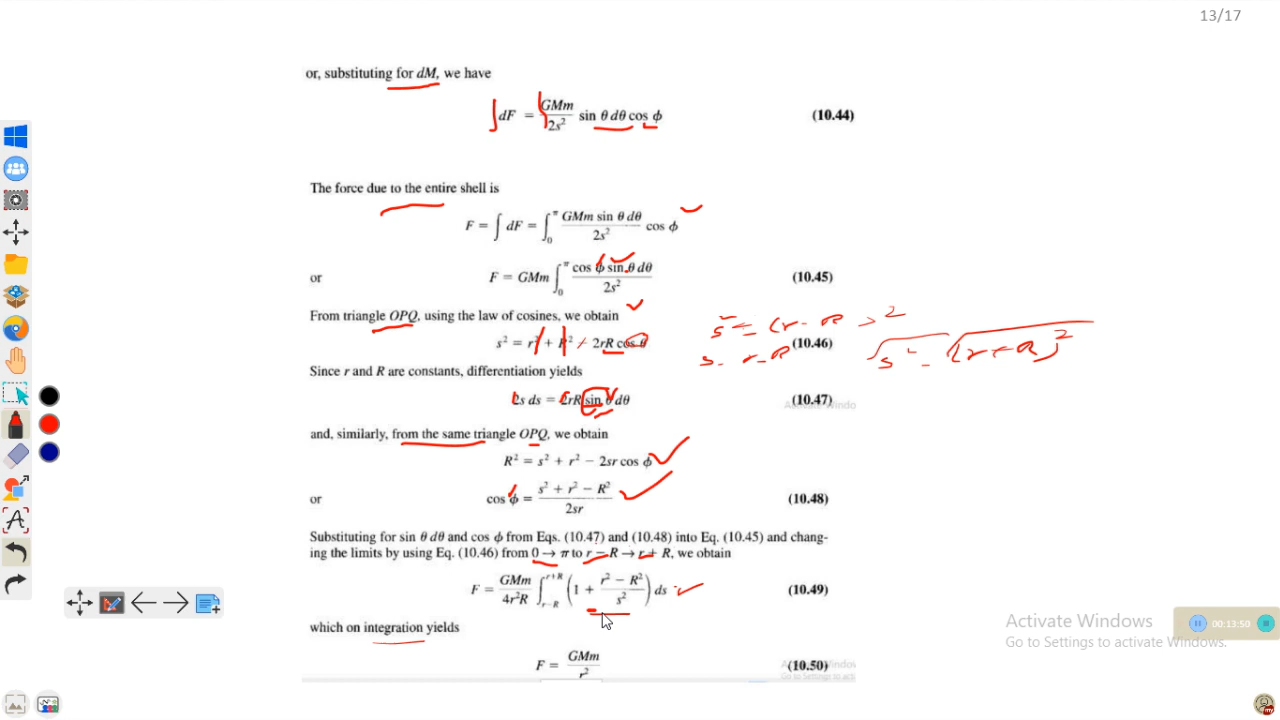 13/17
or, substituting for dM, we have
∫ dF = ∫ GMm/2s² sin θ dθ cos ϕ (10.44)
The force due to the entire shell is
F = ∫ dF = ∫₀^π GMm sin θ dθ/2s² cos ϕ
or F = GMm ∫₀^π cos ϕ sin θ dθ/2s² (10.45)
From triangle OPQ, using the law of cosines, we obtain
s² = r² + R² − 2rR cos θ (10.46)
s² = (r - R)²
s = r - R
√s² = √(r + R)²
Since r and R are constants, differentiation yields
2s ds = 2rR sin θ dθ (10.47)
and, similarly, from the same triangle OPQ, we obtain
R² = s² + r² − 2sr cos ϕ
or cos ϕ = s² + r² − R²/2sr (10.48)
Substituting for sin θ dθ and cos ϕ from Eqs. (10.47) and (10.48) into Eq. (10.45) and chang-
ing the limits by using Eq. (10.46) from 0 → π to r − R → r + R, we obtain
F = GMm/4r²R ∫_{r−R}^{r+R} (1 + r² − R²/s²) ds (10.49)
which on integration yields
F = GMm/r² (10.50)
Activate Windows
Go to Settings to activate Windows.
00:13:50